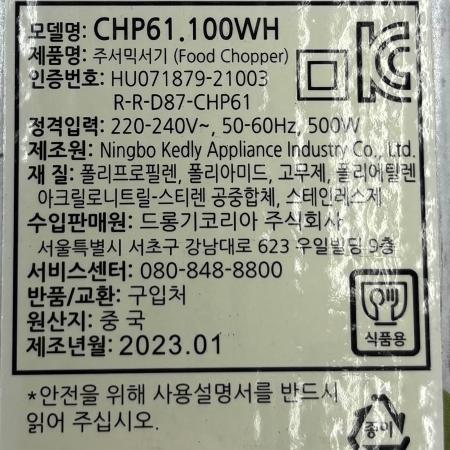 모델명: CHP61.100WH
제품명: 주서믹서기 (Food Chopper)
인증번호: HU071879-21003
R-R-D87-CHP61
정격입력: 220-240V~, 50-60Hz, 500W
제조원: Ningbo Kedly Appliance Industry Co., Ltd.
재 질: 폴리프로필렌, 폴리아미드, 고무제, 폴리에틸렌
아크릴로니트릴-스티렌 공중합체, 스테인레스제
수입판매원: 드롱기코리아 주식회사
서울특별시 서초구 강남대로 623 우일빌딩 9층
서비스센터: 080-848-8800
반품/교환: 구입처
원산지: 중 국
제조년월: 2023.01
식품용
*안전을 위해 사용설명서를 반드시
읽어 주십시오.
종이